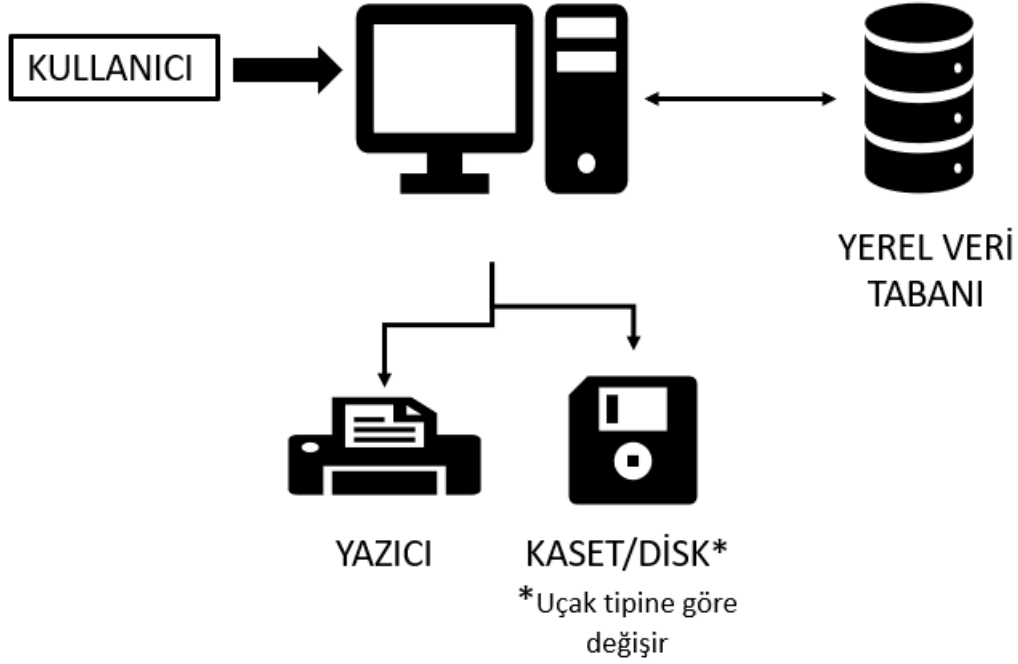 KULLANICI
YEREL VERİ
TABANI
YAZICI
KASET/DİSK*
*Uçak tipine göre
değişir